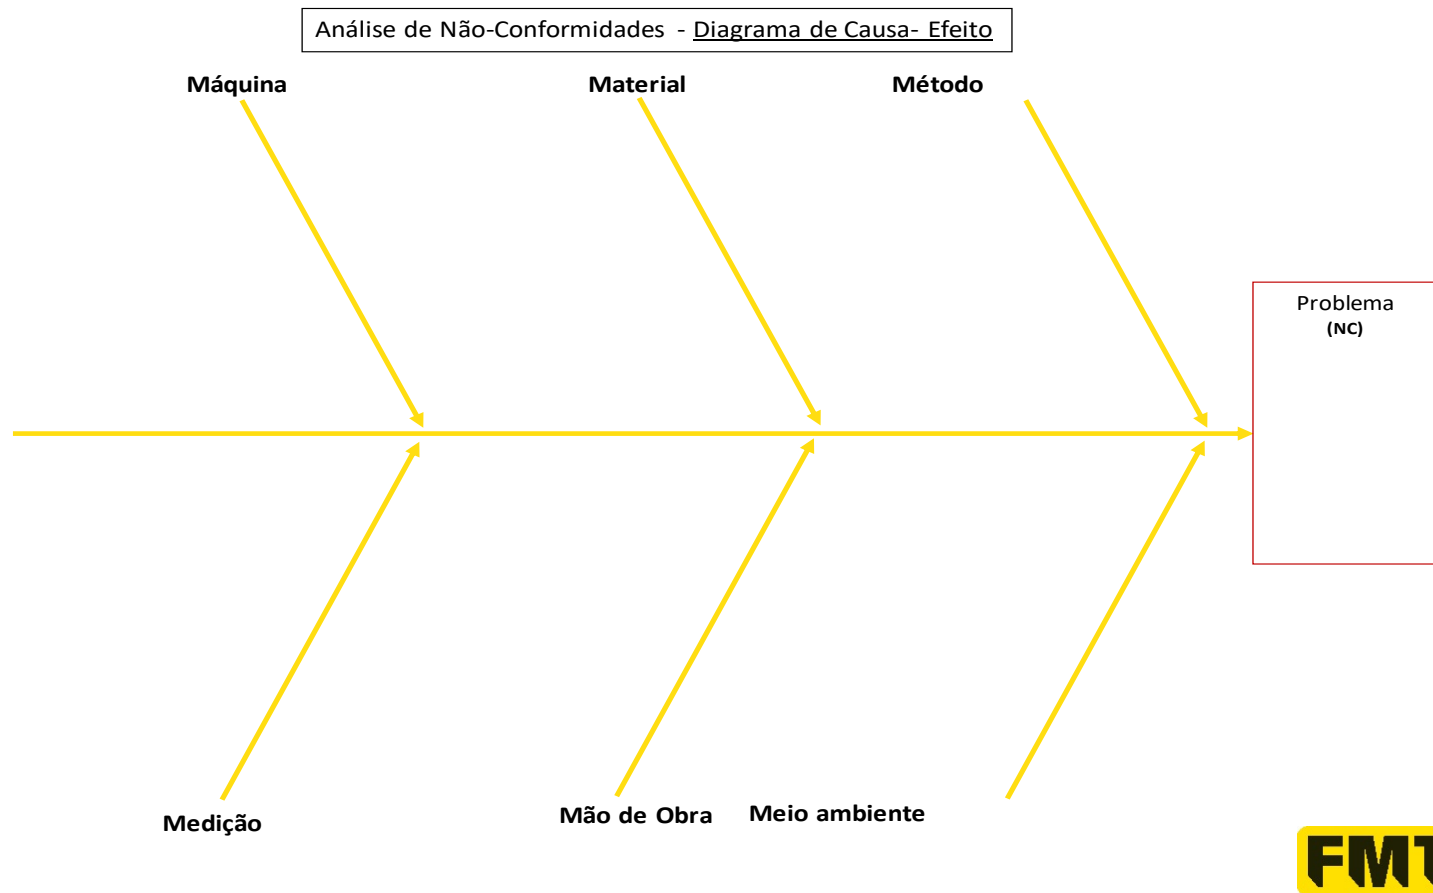 Análise de Não-Conformidades - Diagrama de Causa- Efeito
Máquina
Material
Método
Problema
(NC)
Medição
Mão de Obra
Meio ambiente
FMT